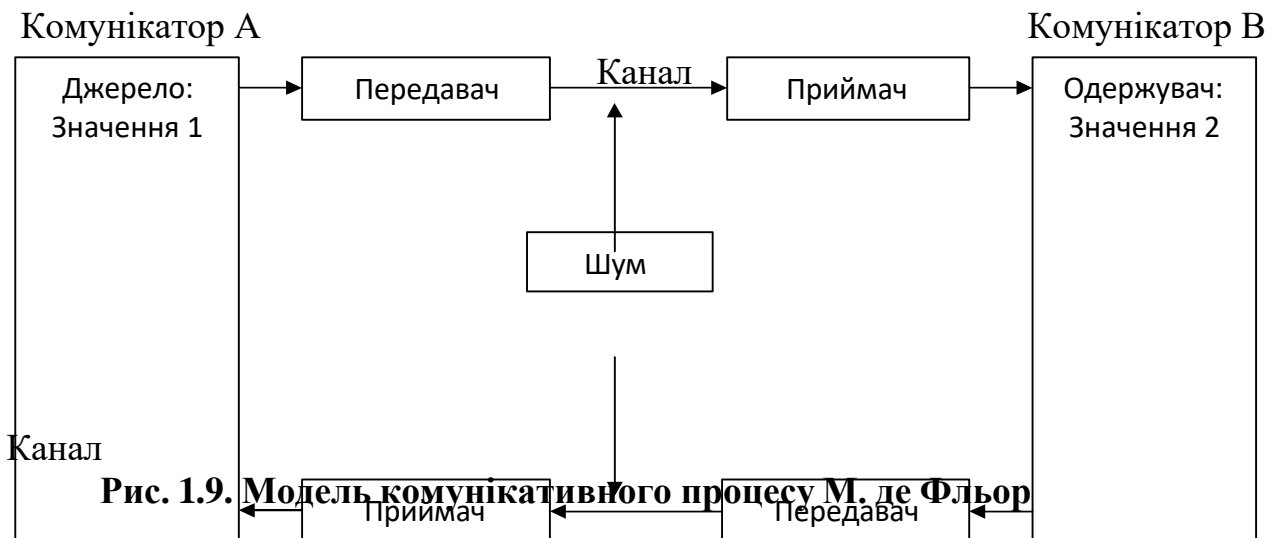 Комунікатор А
Комунікатор В
Джерело:
Значення 1
Передавач
Канал
Приймач
Одержувач:
Значення 2
Шум
Канал
Рис. 1.9. Модель комунікативного процесу М. де Фльор
Приймач
Передавач